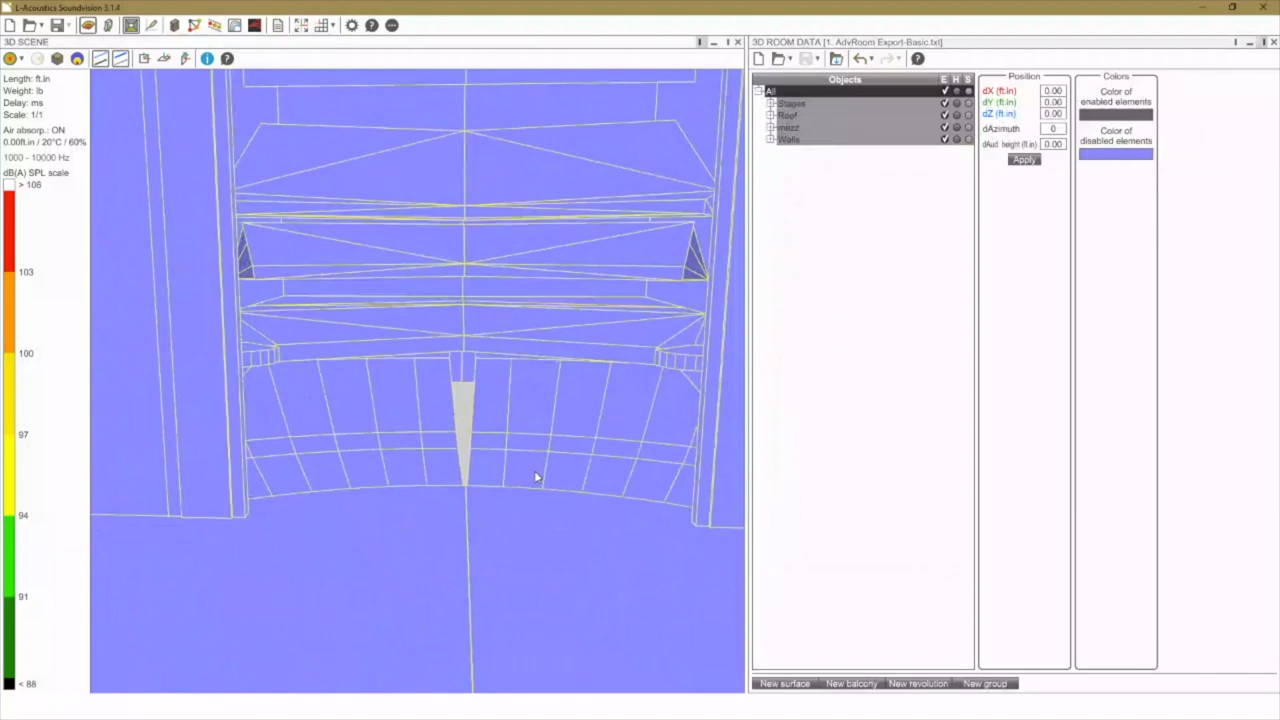 L-Acoustics Soundvision 3.1.4
3D SCENE
Length: ft.in
Weight: lb
Delay: ms
Scale: 1/1
Air absorp.: ON
0.00ft.in / 20°C / 60%
1000 - 10000 Hz
dB(A) SPL scale
> 106
103
100
97
94
91
< 88
3D ROOM DATA [1. AdvRoom Export-Basic.txt]
Objects E H S
All
Stages
Roof
mezz
Walls
Position
dX (ft.in) 0.00
dY (ft.in) 0.00
dZ (ft.in) 0.00
dAzimuth 0
dAud. height (ft.in) 0.00
Apply
Colors
Color of
enabled elements
Color of
disabled elements
New surface New balcony New revolution New group